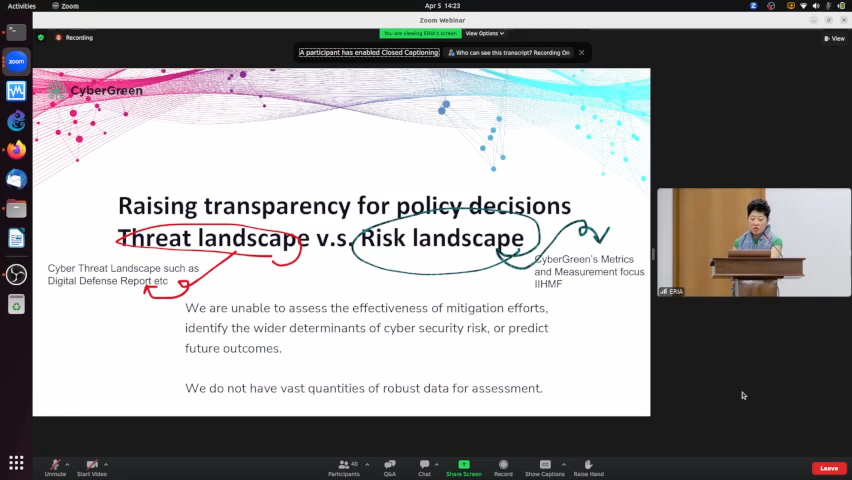 Activities
Zoom
Apr 5 14:23
Zoom Webinar
Recording
You are viewing ERIA's screen
View Options
View
A participant has enabled Closed Captioning
Who can see this transcript? Recording On
CyberGreen
Raising transparency for policy decisions
Threat landscape v.s. Risk landscape
Cyber Threat Landscape such as
Digital Defense Report etc
CyberGreen's Metrics
and Measurement focus
IIHMF
We are unable to assess the effectiveness of mitigation efforts,
identify the wider determinants of cyber security risk, or predict
future outcomes.
We do not have vast quantities of robust data for assessment.
ERIA
zoom
Unmute
Start Video
Participants
40
Q&A
Chat
Share Screen
Record
Show Captions
Raise Hand
Leave